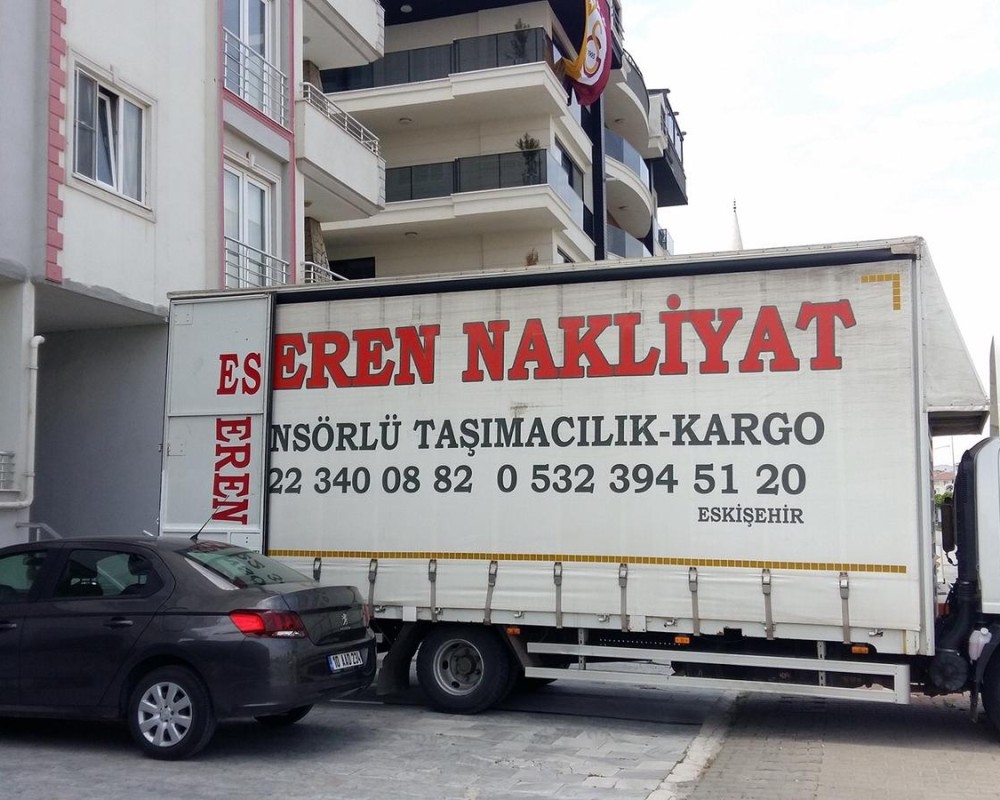 ES EREN NAKLİYAT
NSÖRLÜ TAŞIMACILIK-KARGO
22 340 08 82 0 532 394 51 20
ESKİŞEHİR
EREN